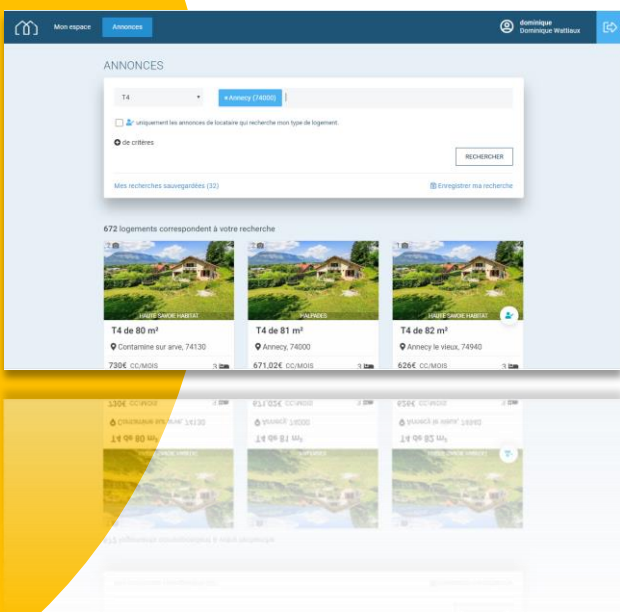 Mon espace
Annonces
dominique
Dominique Wattiaux
ANNONCES
T4
× Annecy (74000)
uniquement les annonces de locataire qui recherche mon type de logement.
de critères
RECHERCHER
Mes recherches sauvegardées (32)
Enregistrer ma recherche
672 logements correspondent à votre recherche
HAUTE SAVOIE HABITAT
HALPADES
HAUTE SAVOIE HABITAT
T4 de 80 m²
T4 de 81 m²
T4 de 82 m²
Contamine sur arve, 74130
Annecy, 74000
Annecy le vieux, 74940
730€ CC/MOIS 3
671,02€ CC/MOIS 3
626€ CC/MOIS 3